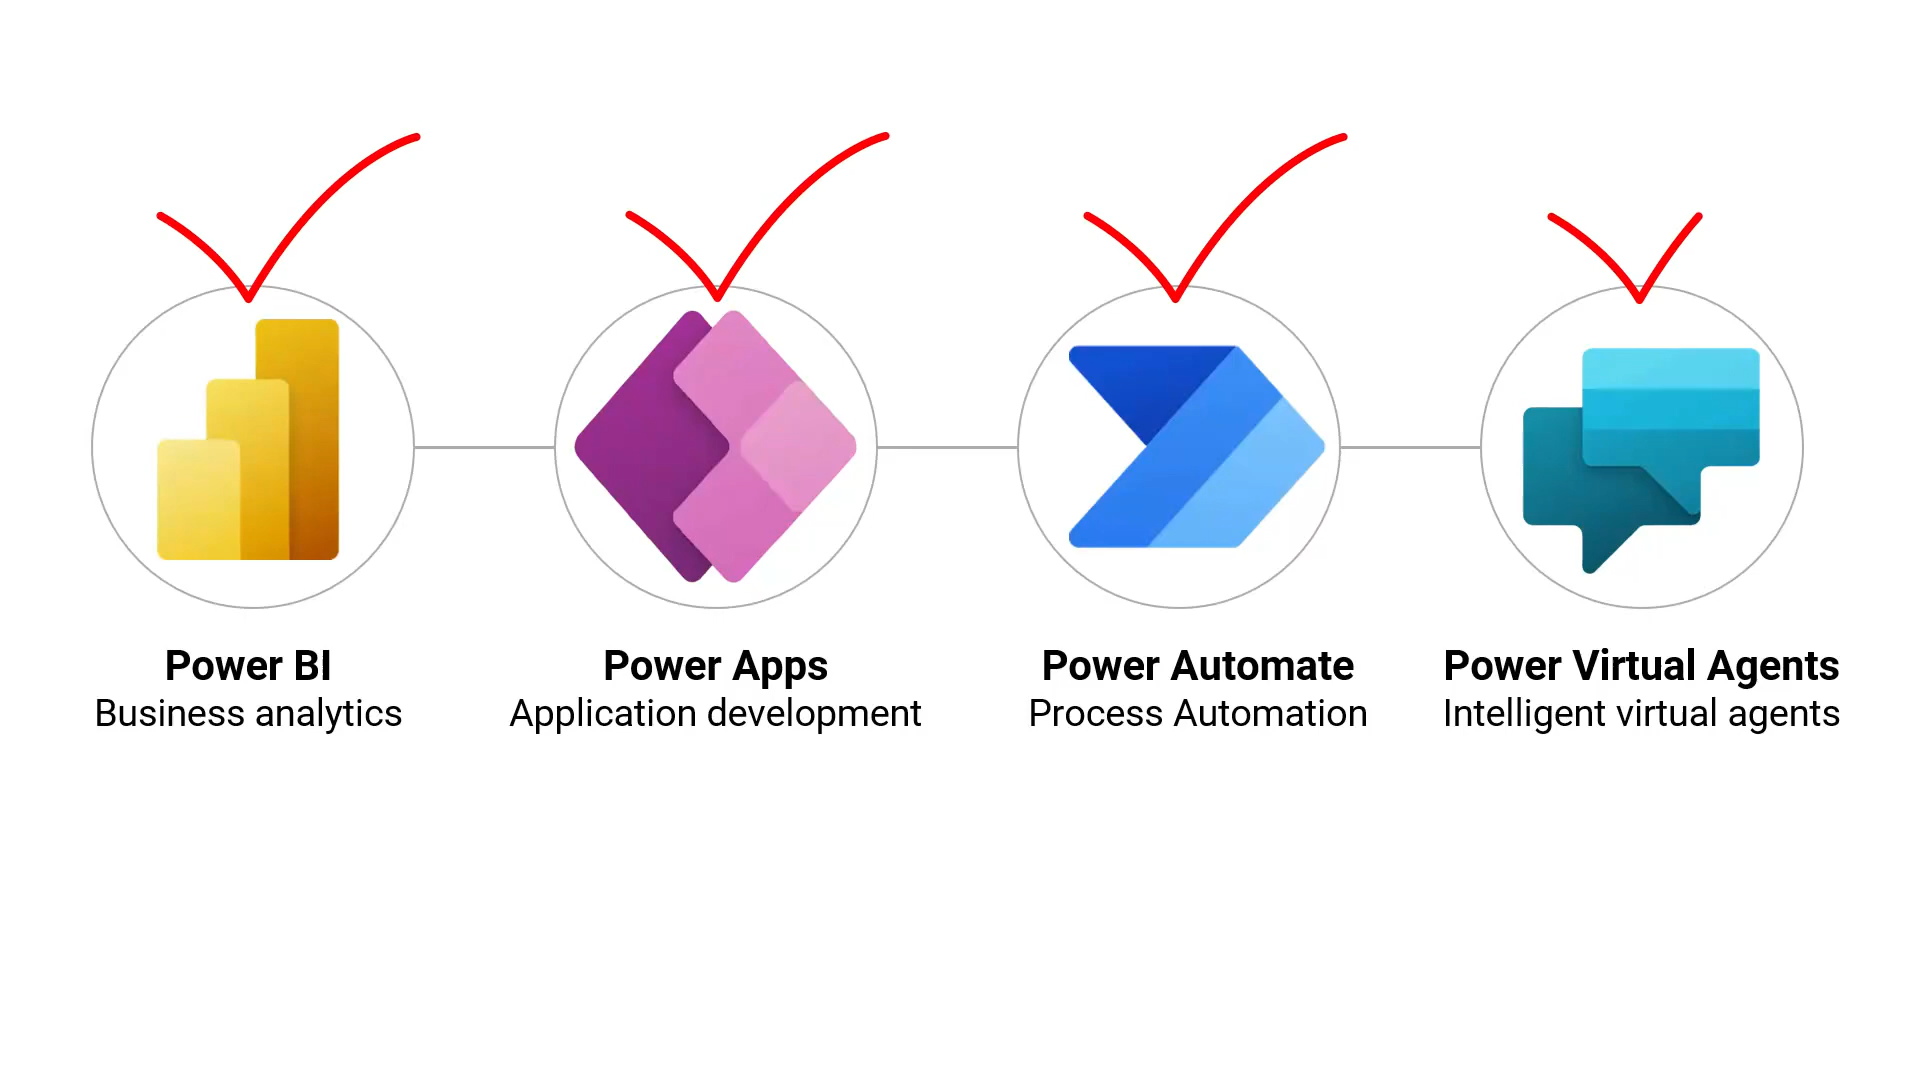 Power BI
Business analytics
Power Apps
Application development
Power Automate
Process Automation
Power Virtual Agents
Intelligent virtual agents